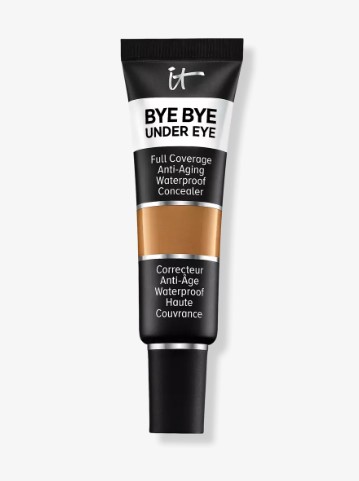 it
BYE BYE
UNDER EYE
Full Coverage
Anti-Aging
Waterproof
Concealer
Correcteur
Anti-Âge
Waterproof
Haute
Couvrance